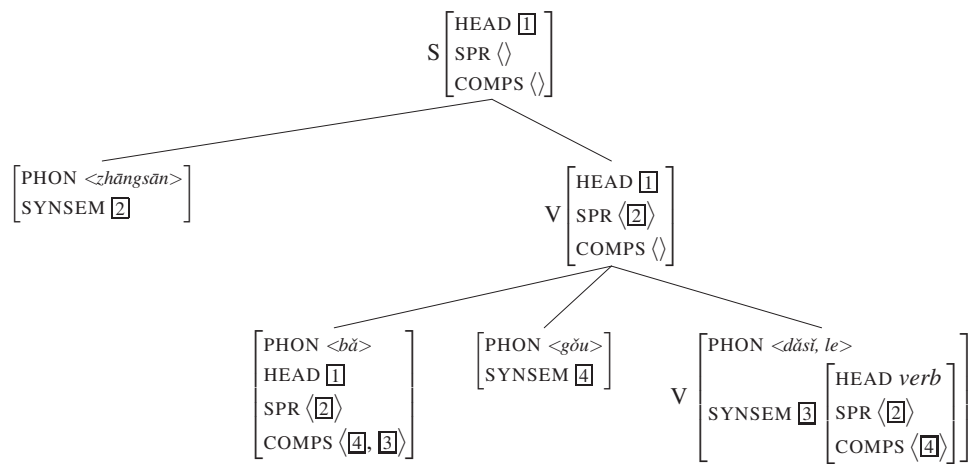 S [HEAD 1
SPR ⟨⟩
COMPS ⟨⟩]
[PHON <zhāngsān>
SYNSEM 2]
V [HEAD 1
SPR ⟨2⟩
COMPS ⟨⟩]
[PHON <bǎ>
HEAD 1
SPR ⟨2⟩
COMPS ⟨4, 3⟩]
[PHON <gǒu>
SYNSEM 4]
V [PHON <dǎsǐ, le>
SYNSEM 3 [HEAD verb
SPR ⟨2⟩
COMPS ⟨4⟩]]